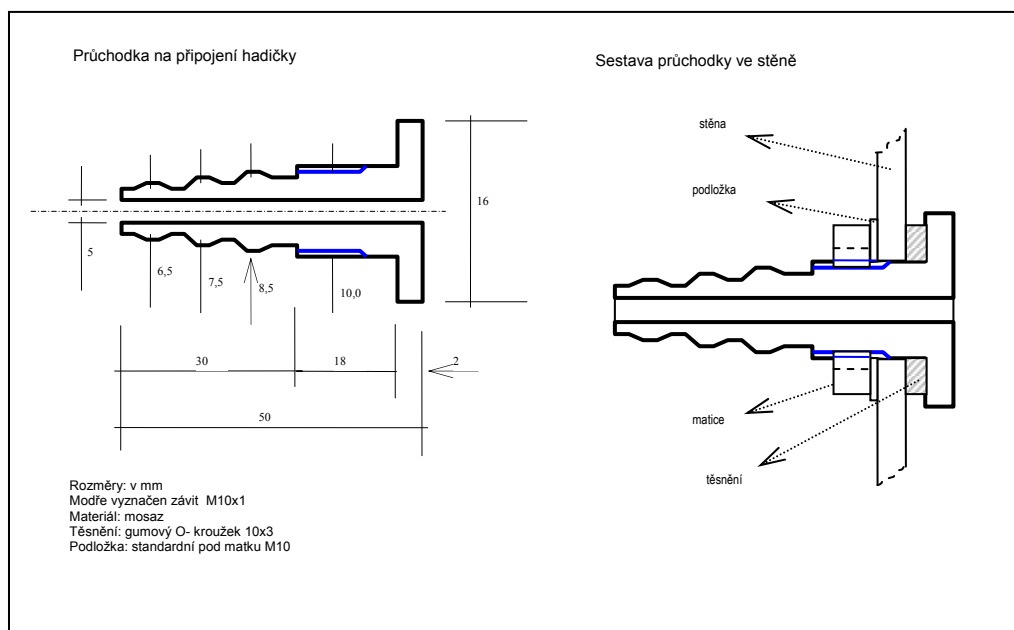 Průchodka na připojení hadičky
Sestava průchodky ve stěně
stěna
podložka
16
5
6,5
7,5
8,5
10,0
30
18
2
50
matice
těsnění
Rozměry: v mm
Modře vyznačen závit M10x1
Materiál: mosaz
Těsnění: gumový O- kroužek 10x3
Podložka: standardní pod matku M10